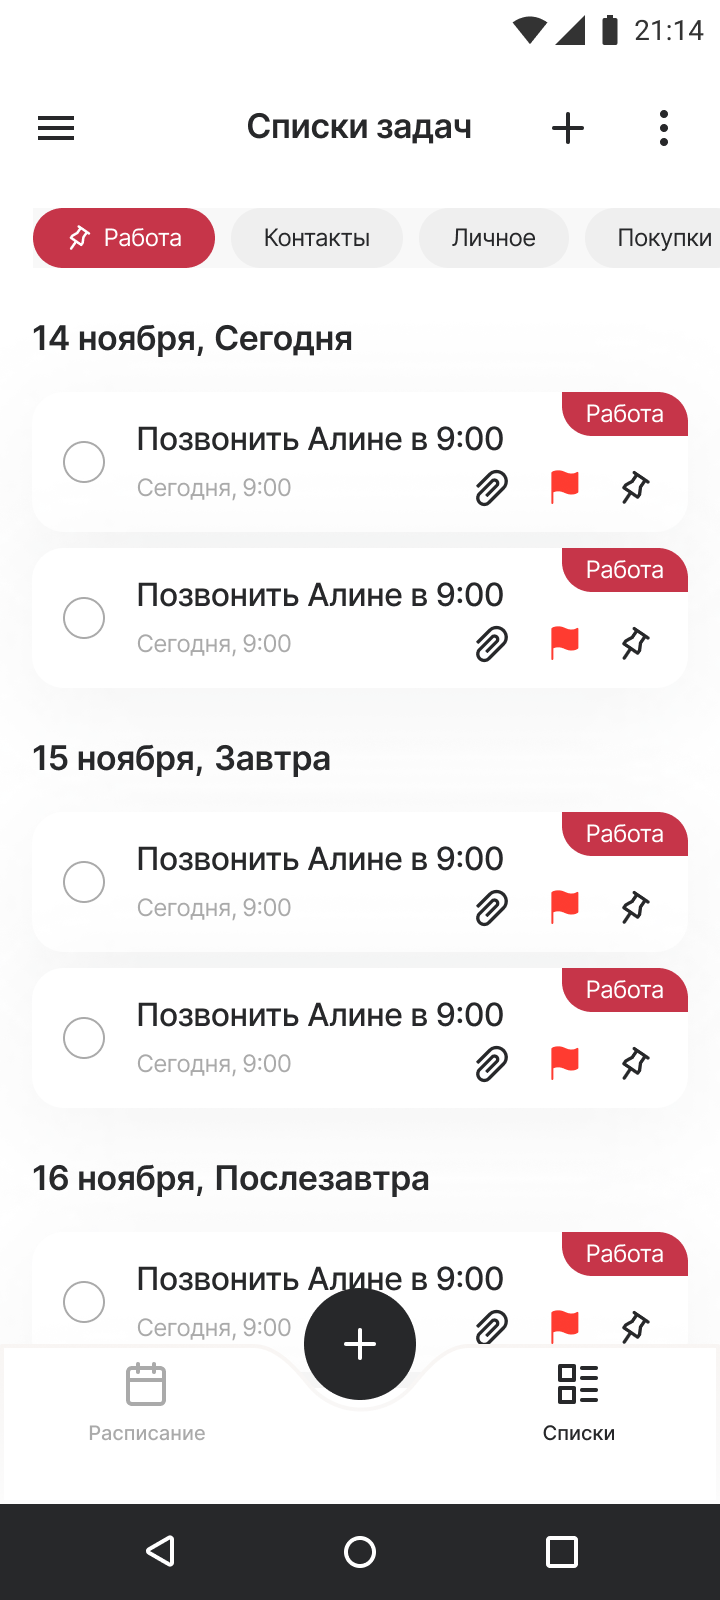 21:14
Списки задач
Работа Контакты Личное Покупки
14 ноября, Сегодня
Работа
Позвонить Алине в 9:00
Сегодня, 9:00
Работа
Позвонить Алине в 9:00
Сегодня, 9:00
15 ноября, Завтра
Работа
Позвонить Алине в 9:00
Сегодня, 9:00
Работа
Позвонить Алине в 9:00
Сегодня, 9:00
16 ноября, Послезавтра
Работа
Позвонить Алине в 9:00
Сегодня, 9:00
Расписание Списки